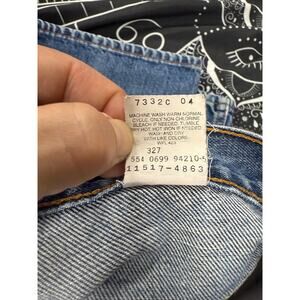 7332C 04
MACHINE WASH WARM NORMAL
CYCLE, ONLY NON-CHLORINE
BLEACH IF NEEDED, TUMBLE
DRY HOT, HOT IRON IF NEEDED
WASH AND DRY
WITH LIKE COLORS.
WPL 423
327
554 0699 94210-5
11517-4863